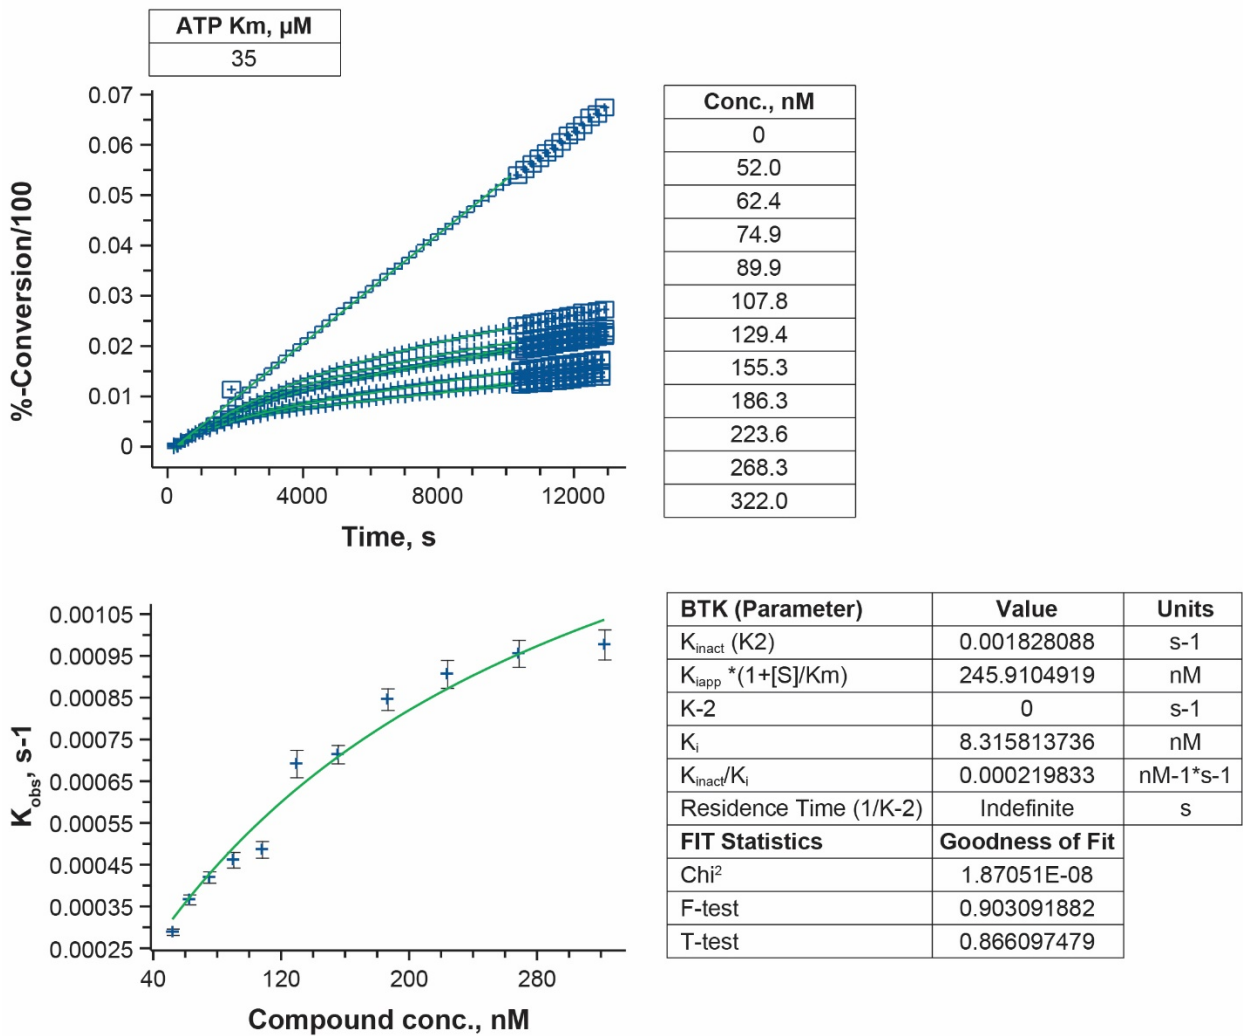 ATP Km, µM
35
%-Conversion/100
0.07
0.06
0.05
0.04
0.03
0.02
0.01
0
0 4000 8000 12000
Time, s
Conc., nM
0
52.0
62.4
74.9
89.9
107.8
129.4
155.3
186.3
223.6
268.3
322.0
Kobs, s-1
0.00105
0.00095
0.00085
0.00075
0.00065
0.00055
0.00045
0.00035
0.00025
40 120 200 280
Compound conc., nM
BTK (Parameter) Value Units
Kinact (K2) 0.001828088 s-1
Kiapp *(1+[S]/Km) 245.9104919 nM
K-2 0 s-1
Ki 8.315813736 nM
Kinact/Ki 0.000219833 nM-1*s-1
Residence Time (1/K-2) Indefinite s
FIT Statistics Goodness of Fit
Chi² 1.87051E-08
F-test 0.903091882
T-test 0.866097479